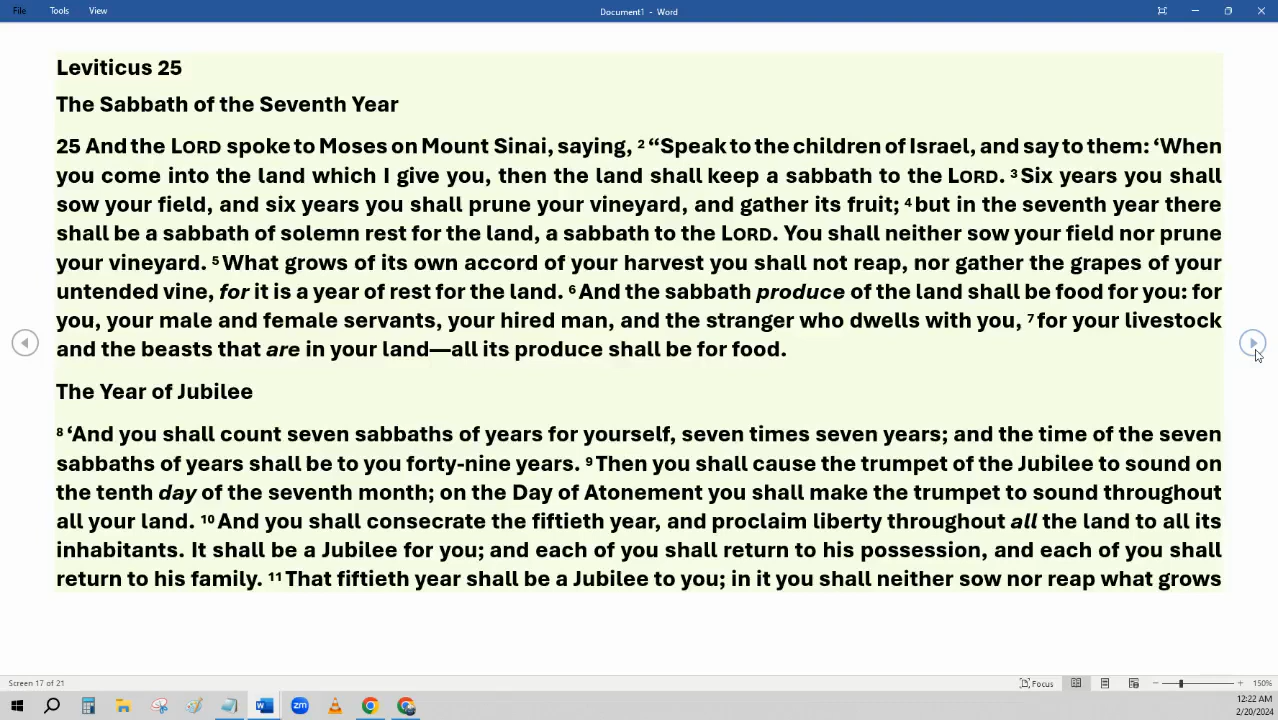 File Tools View Document1 - Word
Leviticus 25
The Sabbath of the Seventh Year
25 And the LORD spoke to Moses on Mount Sinai, saying, 2 “Speak to the children of Israel, and say to them: ‘When
you come into the land which I give you, then the land shall keep a sabbath to the LORD. 3 Six years you shall
sow your field, and six years you shall prune your vineyard, and gather its fruit; 4 but in the seventh year there
shall be a sabbath of solemn rest for the land, a sabbath to the LORD. You shall neither sow your field nor prune
your vineyard. 5 What grows of its own accord of your harvest you shall not reap, nor gather the grapes of your
untended vine, for it is a year of rest for the land. 6 And the sabbath produce of the land shall be food for you: for
you, your male and female servants, your hired man, and the stranger who dwells with you, 7 for your livestock
and the beasts that are in your land—all its produce shall be for food.
The Year of Jubilee
8 ‘And you shall count seven sabbaths of years for yourself, seven times seven years; and the time of the seven
sabbaths of years shall be to you forty-nine years. 9 Then you shall cause the trumpet of the Jubilee to sound on
the tenth day of the seventh month; on the Day of Atonement you shall make the trumpet to sound throughout
all your land. 10 And you shall consecrate the fiftieth year, and proclaim liberty throughout all the land to all its
inhabitants. It shall be a Jubilee for you; and each of you shall return to his possession, and each of you shall
return to his family. 11 That fiftieth year shall be a Jubilee to you; in it you shall neither sow nor reap what grows
Screen 17 of 21 Focus 150%
zm
12:22 AM
2/20/2024